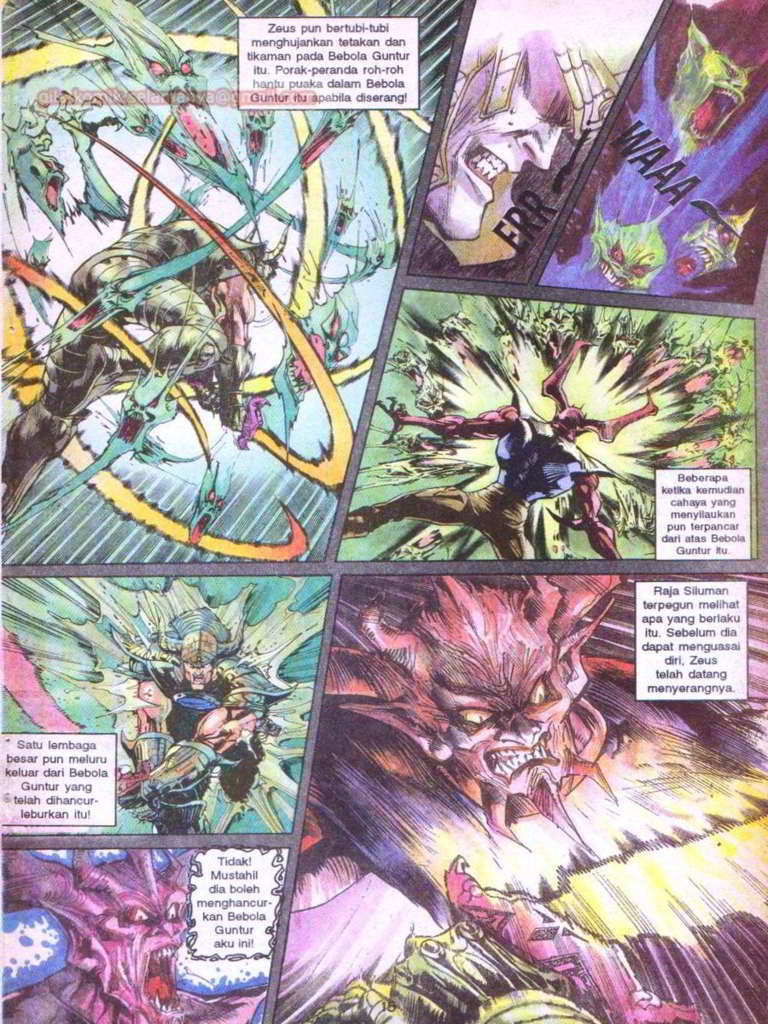 Zeus pun bertubi-tubi
menghujankan tetakan dan
tikaman pada Bebola Guntur
itu. Porak-peranda roh-roh
hantu puaka dalam Bebola
Guntur itu apabila diserang!
ERR
WAAA
Beberapa
ketika kemudian
cahaya yang
menyilaukan
pun terpancar
dari atas Bebola
Guntur itu.
Satu lembaga
besar pun meluru
keluar dari Bebola
Guntur yang
telah dihancur-
leburkan itu!
Raja Siluman
terpegun melihat
apa yang berlaku
itu. Sebelum dia
dapat menguasai
diri, Zeus
telah datang
menyerangnya.
Tidak!
Mustahil
dia boleh
menghancur-
kan Bebola
Guntur
aku ini!